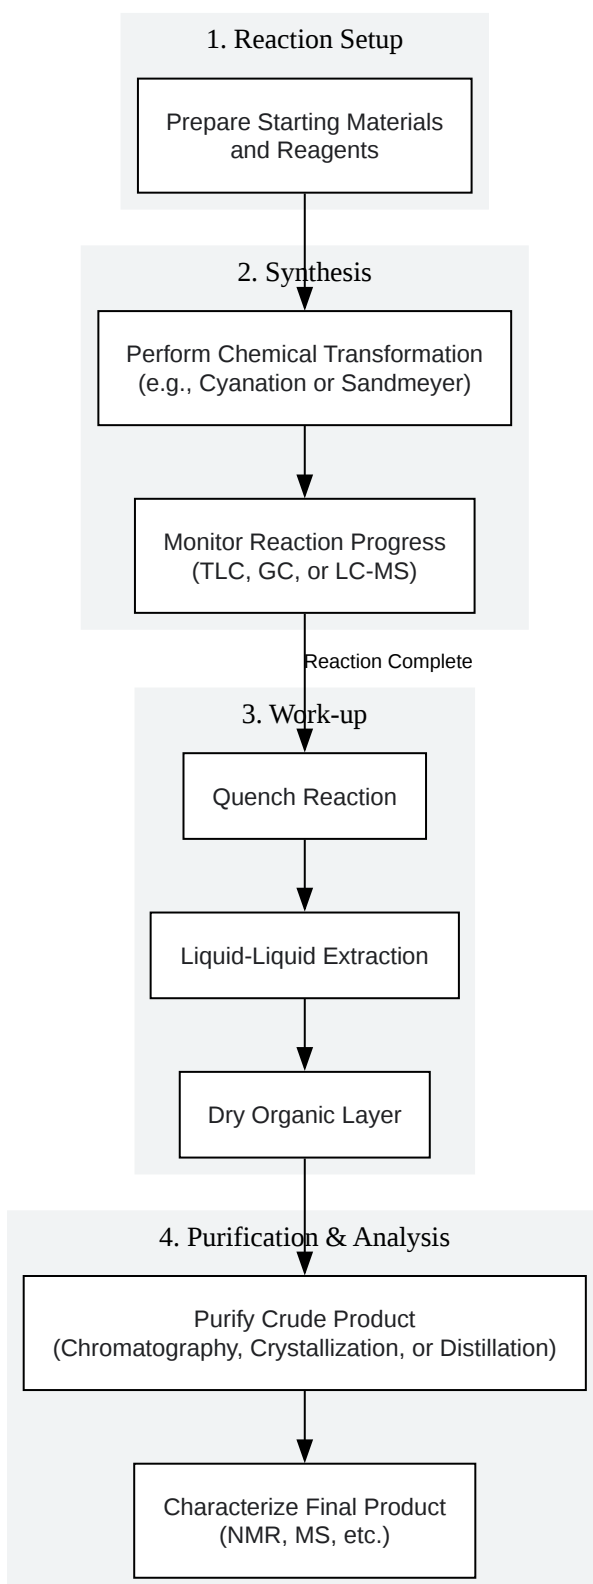 1. Reaction Setup
Prepare Starting Materials
and Reagents
2. Synthesis
Perform Chemical Transformation
(e.g., Cyanation or Sandmeyer)
Monitor Reaction Progress
(TLC, GC, or LC-MS)
Reaction Complete
3. Work-up
Quench Reaction
Liquid-Liquid Extraction
Dry Organic Layer
4. Purification & Analysis
Purify Crude Product
(Chromatography, Crystallization, or Distillation)
Characterize Final Product
(NMR, MS, etc.)